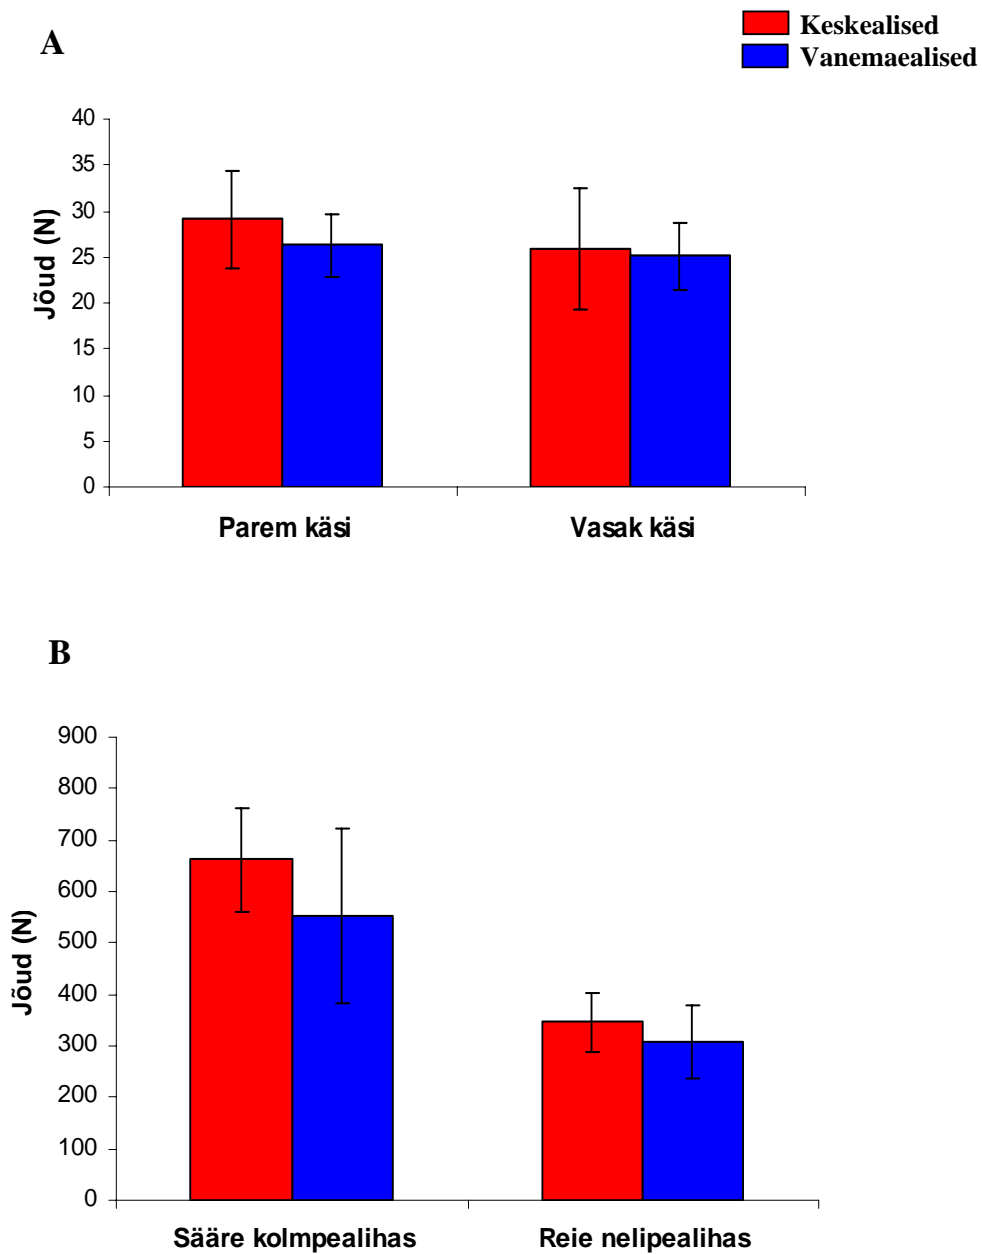 A
Keskealised
Vanemaealised
40
35
30
25
20
15
10
5
0
Jõud (N)
Parem käsi
Vasak käsi
B
900
800
700
600
500
400
300
200
100
0
Jõud (N)
Sääre kolmpealihas
Reie nelipealihas